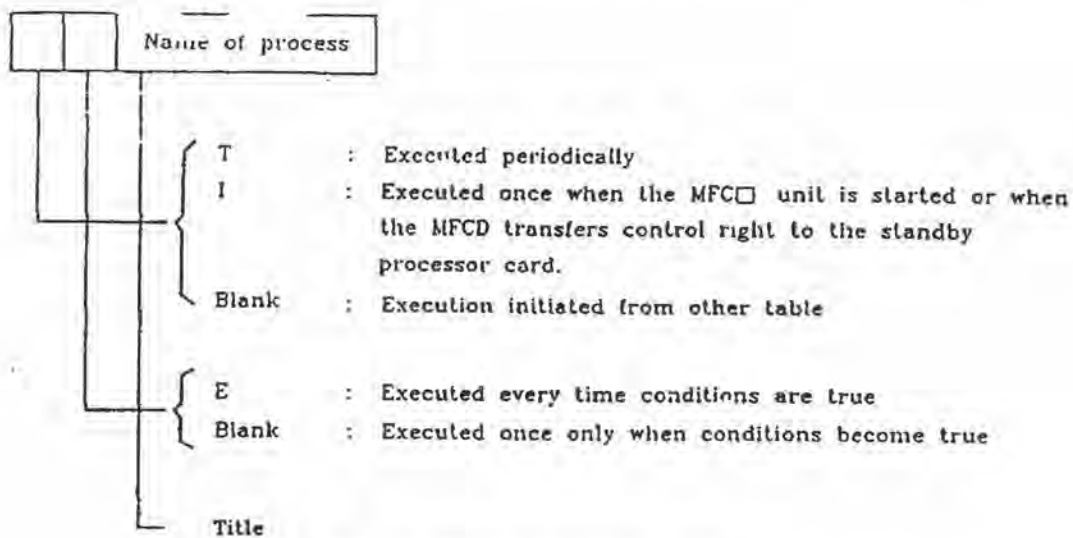 Name of process
T : Executed periodically
I : Executed once when the MFC□ unit is started or when
the MFCD transfers control right to the standby
processor card.
Blank : Execution initiated from other table
E : Executed every time conditions are true
Blank : Executed once only when conditions become true
Title